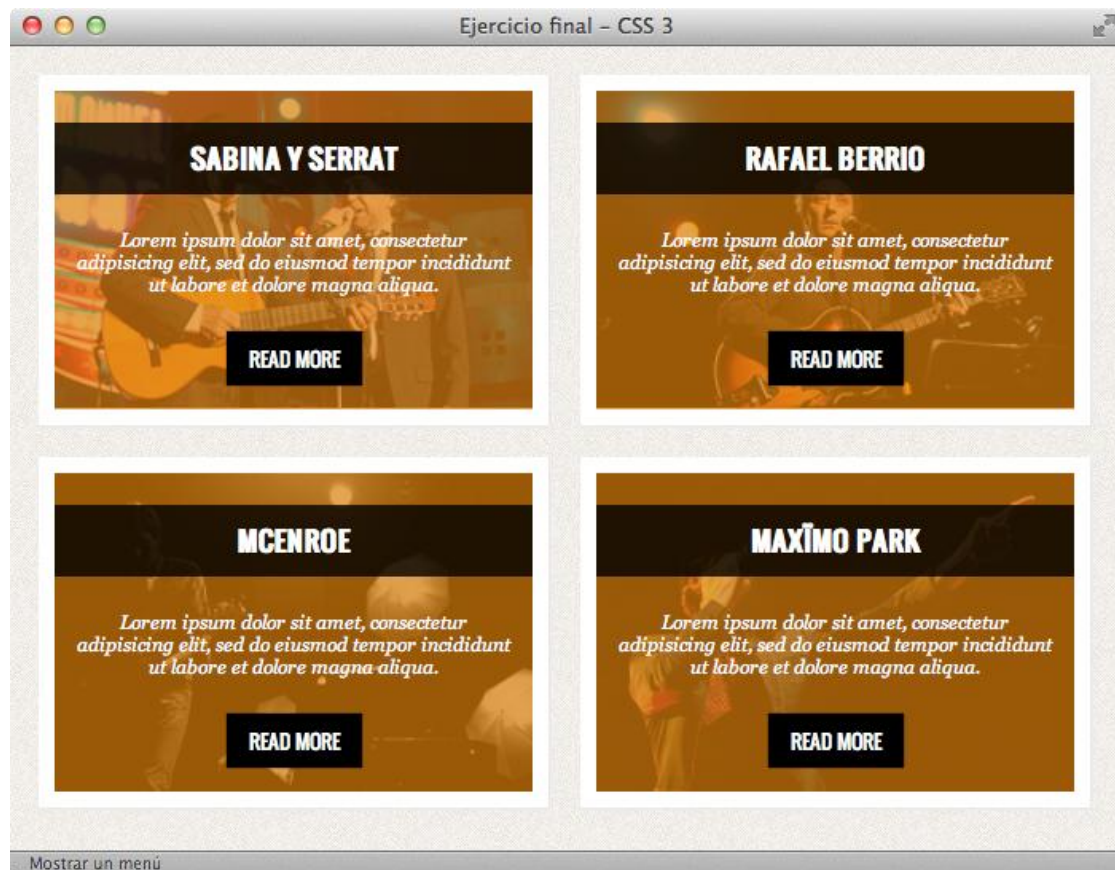 Ejercicio final – CSS 3
SABINA Y SERRAT
Lorem ipsum dolor sit amet, consectetur
adipisicing elit, sed do eiusmod tempor incididunt
ut labore et dolore magna aliqua.
READ MORE
RAFAEL BERRIO
Lorem ipsum dolor sit amet, consectetur
adipisicing elit, sed do eiusmod tempor incididunt
ut labore et dolore magna aliqua.
READ MORE
MCENROE
Lorem ipsum dolor sit amet, consectetur
adipisicing elit, sed do eiusmod tempor incididunt
ut labore et dolore magna aliqua.
READ MORE
MAXÏMO PARK
Lorem ipsum dolor sit amet, consectetur
adipisicing elit, sed do eiusmod tempor incididunt
ut labore et dolore magna aliqua.
READ MORE
Mostrar un menú